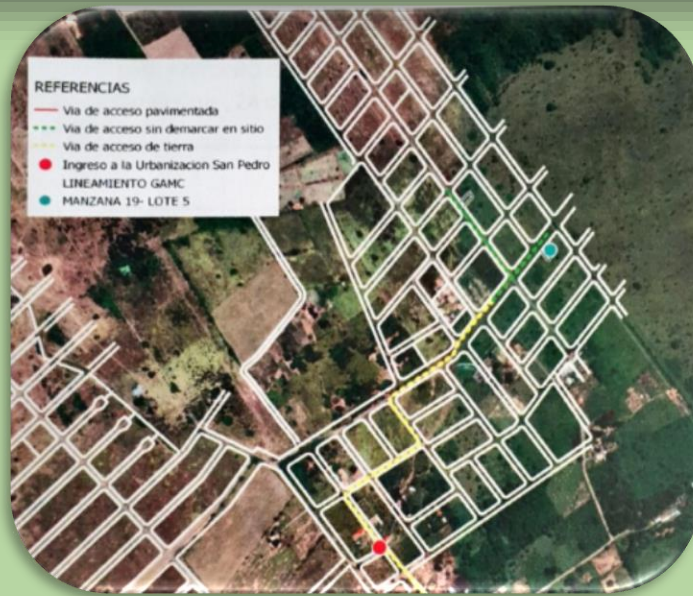 REFERENCIAS
Via de acceso pavimentada
Via de acceso sin demarcar en sitio
Via de acceso de tierra
Ingreso a la Urbanizacion San Pedro
LINEAMIENTO GAMC
MANZANA 19- LOTE 5